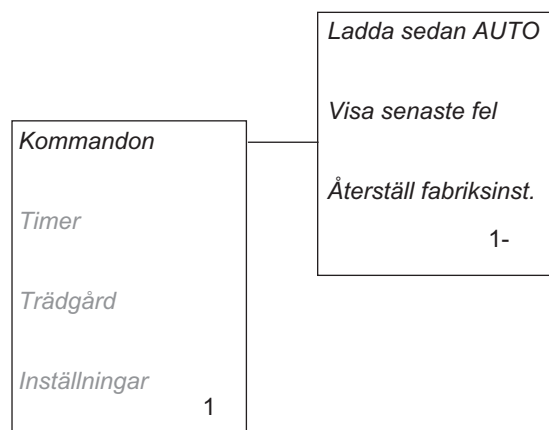 Kommandon
Timer
Trädgård
Inställningar
1
Ladda sedan AUTO
Visa senaste fel
Återställ fabriksinst.
1-